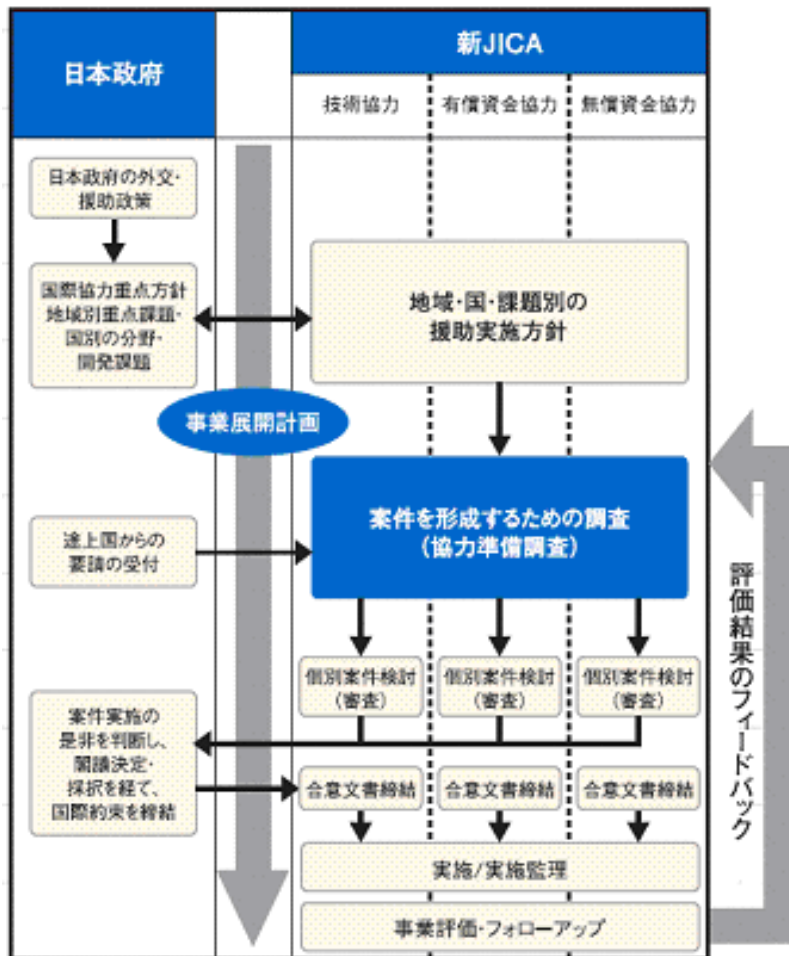 日本政府
新JICA
技術協力
有償資金協力
無償資金協力
日本政府の外交・
援助政策
国際協力重点方針
地域別重点課題・
国別の分野・
開発課題
地域・国・課題別の
援助実施方針
事業展開計画
途上国からの
要請の受付
案件を形成するための調査
(協力準備調査)
個別案件検討
(審査)
個別案件検討
(審査)
個別案件検討
(審査)
案件実施の
是非を判断し、
閣議決定・
採択を経て、
国際約束を締結
合意文書締結
合意文書締結
合意文書締結
実施/実施監理
事業評価・フォローアップ
評価結果のフィードバック